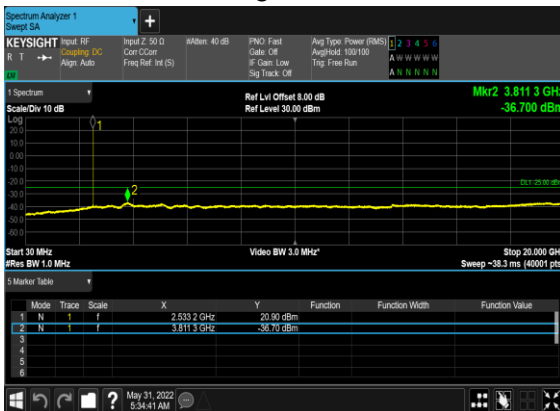 Spectrum Analyzer 1
Swept SA
KEYSIGHT
R T
LV
Input: RF
Coupling: DC
Align: Auto
Input Z: 50 Ω
Corr CCorr
Freq Ref: Int (S)
#Atten: 40 dB
PNO: Fast
Gate: Off
IF Gain: Low
Sig Track: Off
Avg Type: Power (RMS)
Avg|Hold: 100/100
Trig: Free Run
1 2 3 4 5 6
A W W W W W
A N N N N N
1 Spectrum
Scale/Div 10 dB
Ref Lvl Offset 8.00 dB
Ref Level 30.00 dBm
Mkr2 3.811 3 GHz
-36.700 dBm
Log
20.0
10.0
0.00
-10.0
-20.0
-30.0
-40.0
-50.0
-60.0
1
2
DL1 -25.00 dBm
Start 30 MHz
#Res BW 1.0 MHz
Video BW 3.0 MHz*
Stop 20.000 GHz
Sweep ~38.3 ms (40001 pts)
5 Marker Table
Mode Trace Scale X Y Function Function Width Function Value
1 N 1 f 2.533 2 GHz 20.90 dBm
2 N 1 f 3.811 3 GHz -36.70 dBm
3
4
5
6
?
May 31, 2022
5:34:41 AM